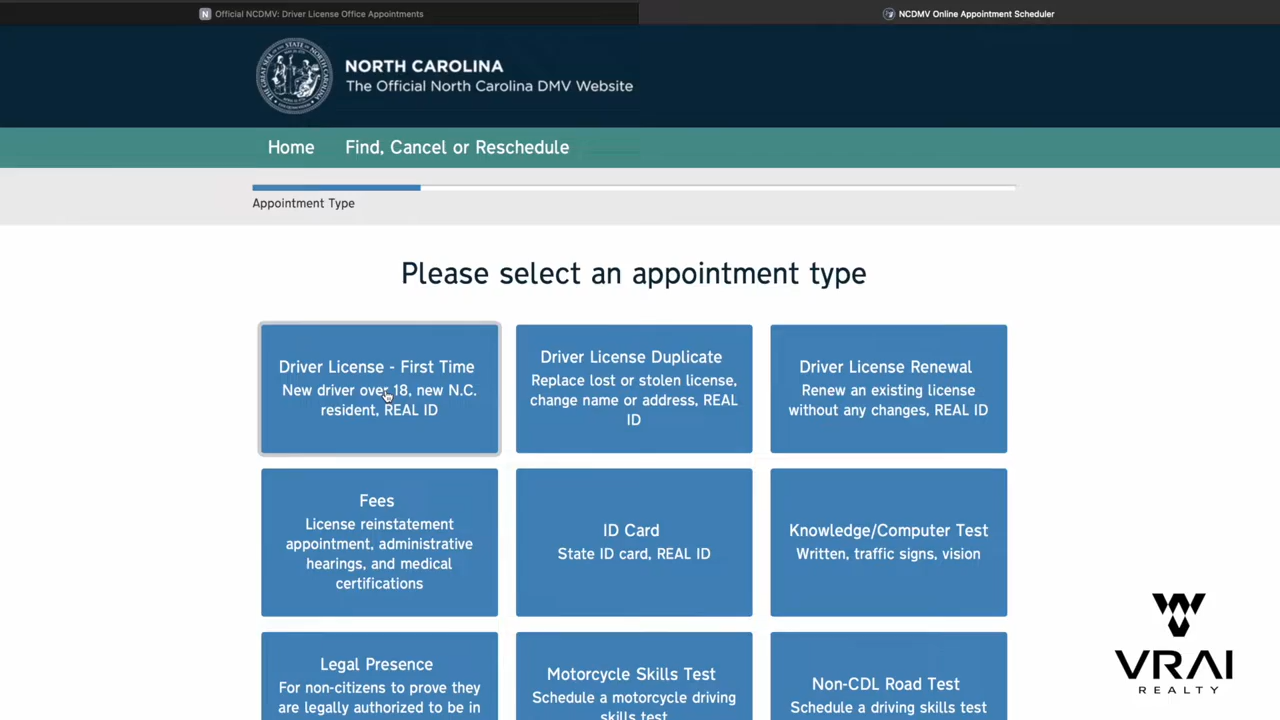 Official NCDMV: Driver License Office Appointments
NCDMV Online Appointment Scheduler
NORTH CAROLINA
The Official North Carolina DMV Website
Home
Find, Cancel or Reschedule
Appointment Type
Please select an appointment type
Driver License - First Time
New driver over 18, new N.C.
resident, REAL ID
Driver License Duplicate
Replace lost or stolen license,
change name or address, REAL
ID
Driver License Renewal
Renew an existing license
without any changes, REAL ID
Fees
License reinstatement
appointment, administrative
hearings, and medical
certifications
ID Card
State ID card, REAL ID
Knowledge/Computer Test
Written, traffic signs, vision
Legal Presence
For non-citizens to prove they
are legally authorized to be in
Motorcycle Skills Test
Schedule a motorcycle driving
skills test
Non-CDL Road Test
Schedule a driving skills test
VRAI
REALTY